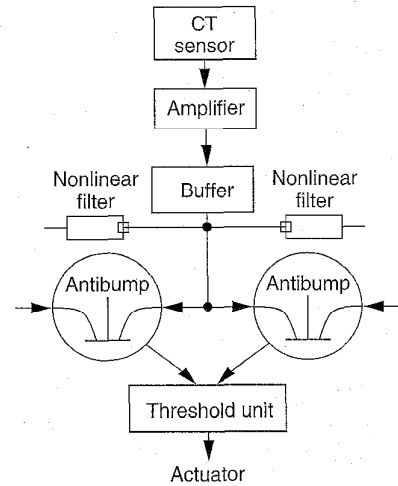 CT
sensor
Amplifier
Buffer
Nonlinear
filter
Nonlinear
filter
Antibump
Antibump
Threshold unit
Actuator